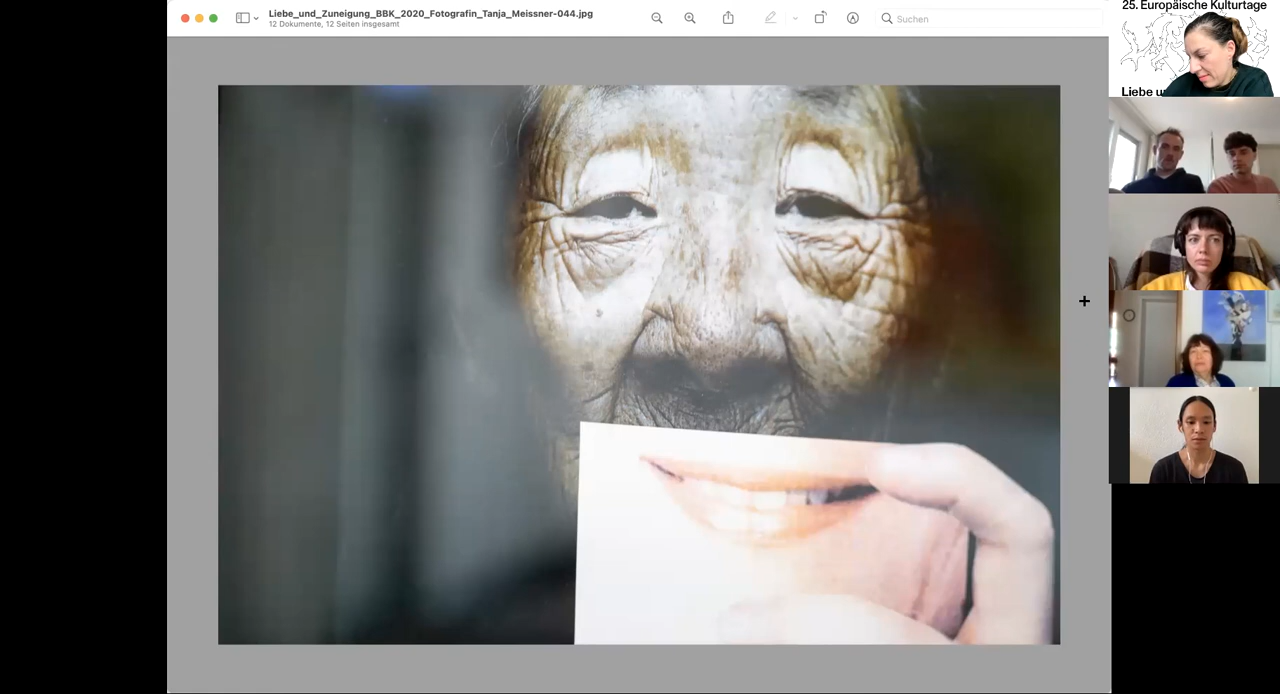 Liebe_und_Zuneigung_BBK_2020_Fotografin_Tanja_Meissner-044.jpg
12 Dokumente, 12 Seiten insgesamt
Suchen
25. Europäische Kulturtage
Liebe u